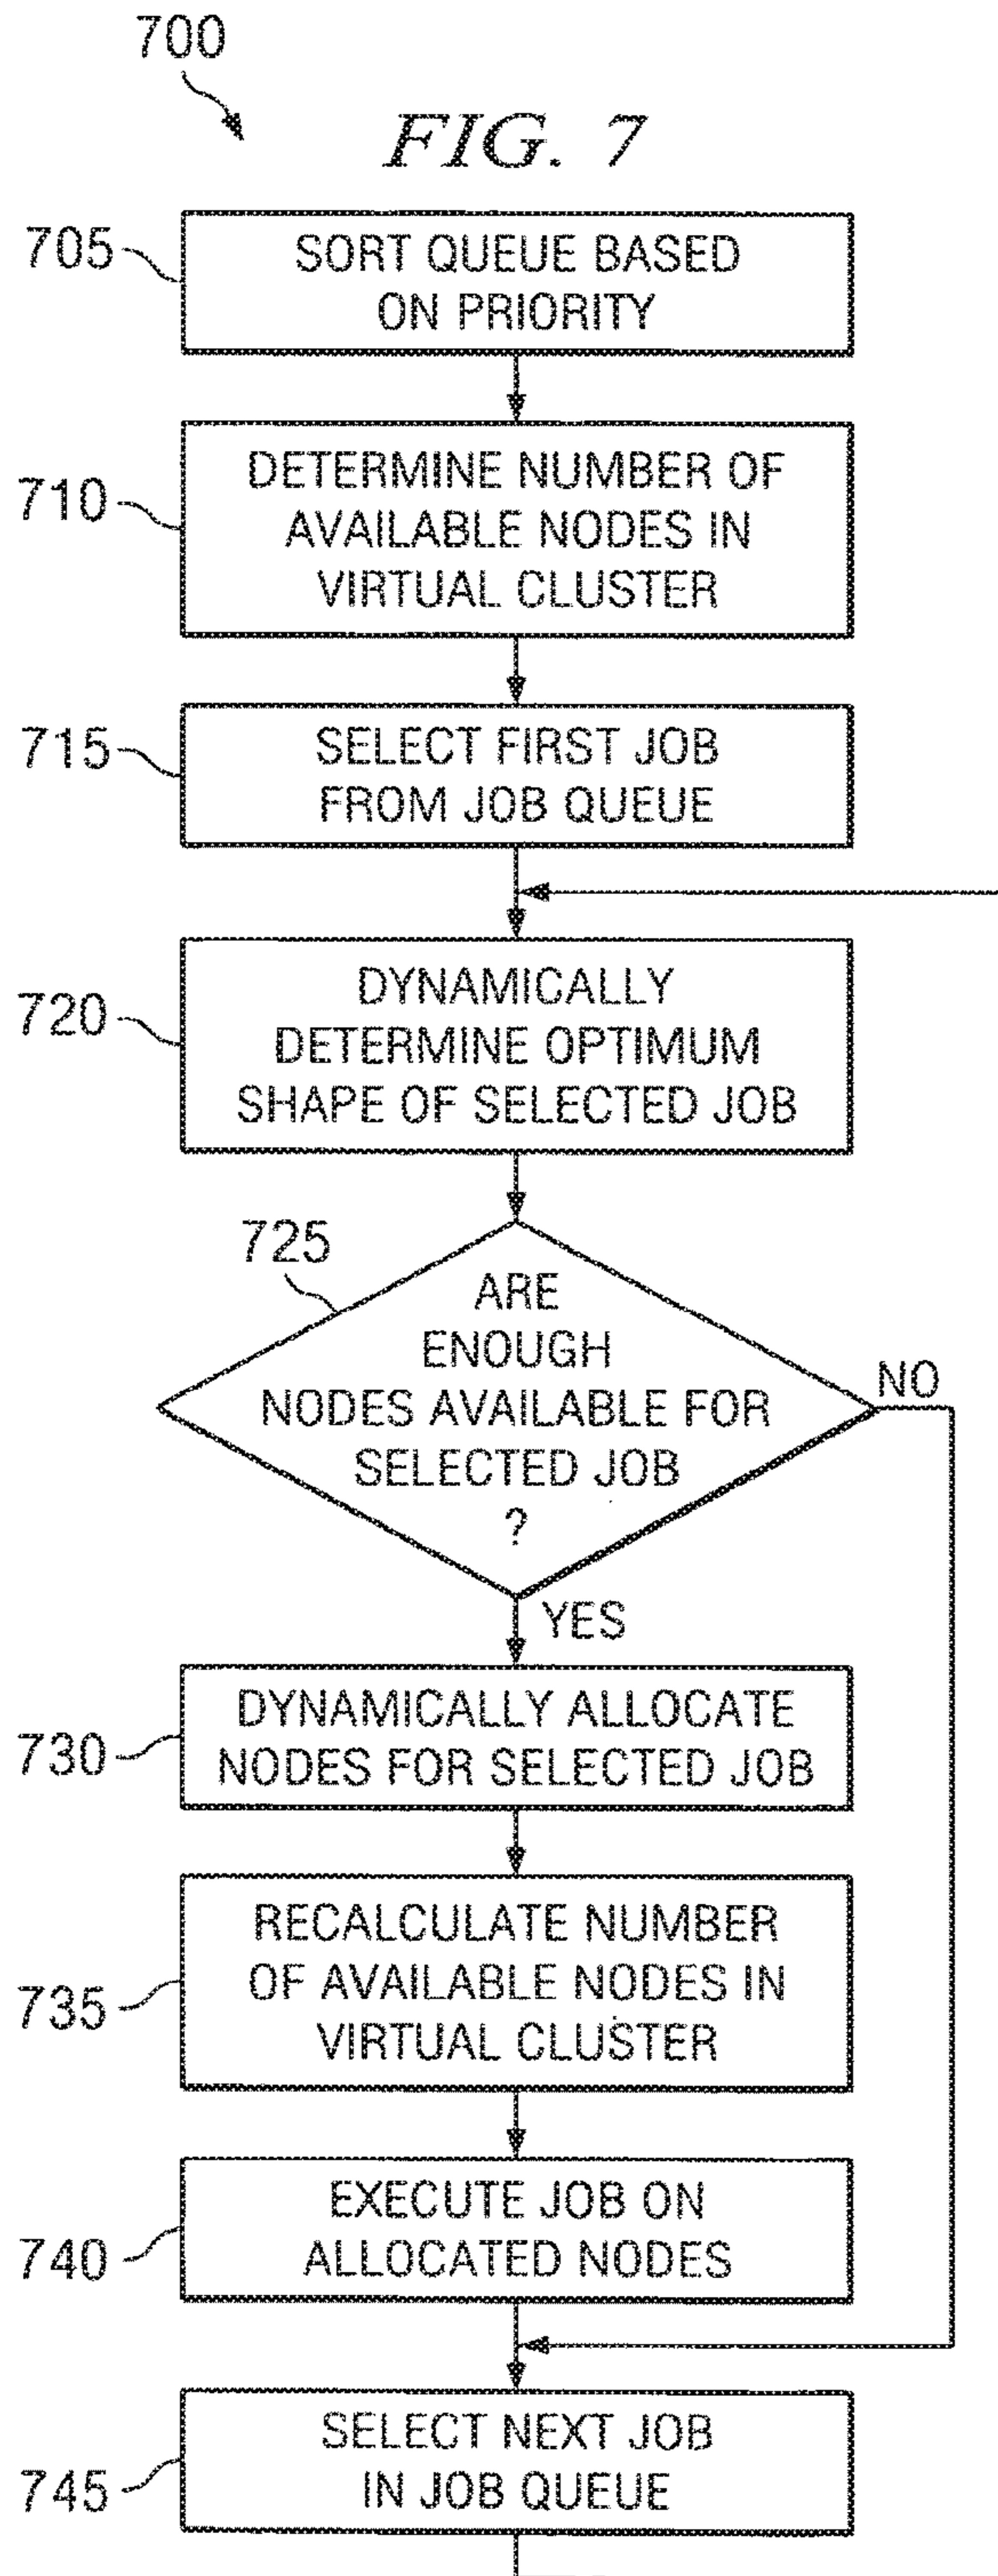 700
FIG. 7
705
SORT QUEUE BASED
ON PRIORITY
710
DETERMINE NUMBER OF
AVAILABLE NODES IN
VIRTUAL CLUSTER
715
SELECT FIRST JOB
FROM JOB QUEUE
720
DYNAMICALLY
DETERMINE OPTIMUM
SHAPE OF SELECTED JOB
725
ARE
ENOUGH
NODES AVAILABLE FOR
SELECTED JOB
?
NO
YES
730
DYNAMICALLY ALLOCATE
NODES FOR SELECTED JOB
735
RECALCULATE NUMBER
OF AVAILABLE NODES IN
VIRTUAL CLUSTER
740
EXECUTE JOB ON
ALLOCATED NODES
745
SELECT NEXT JOB
IN JOB QUEUE